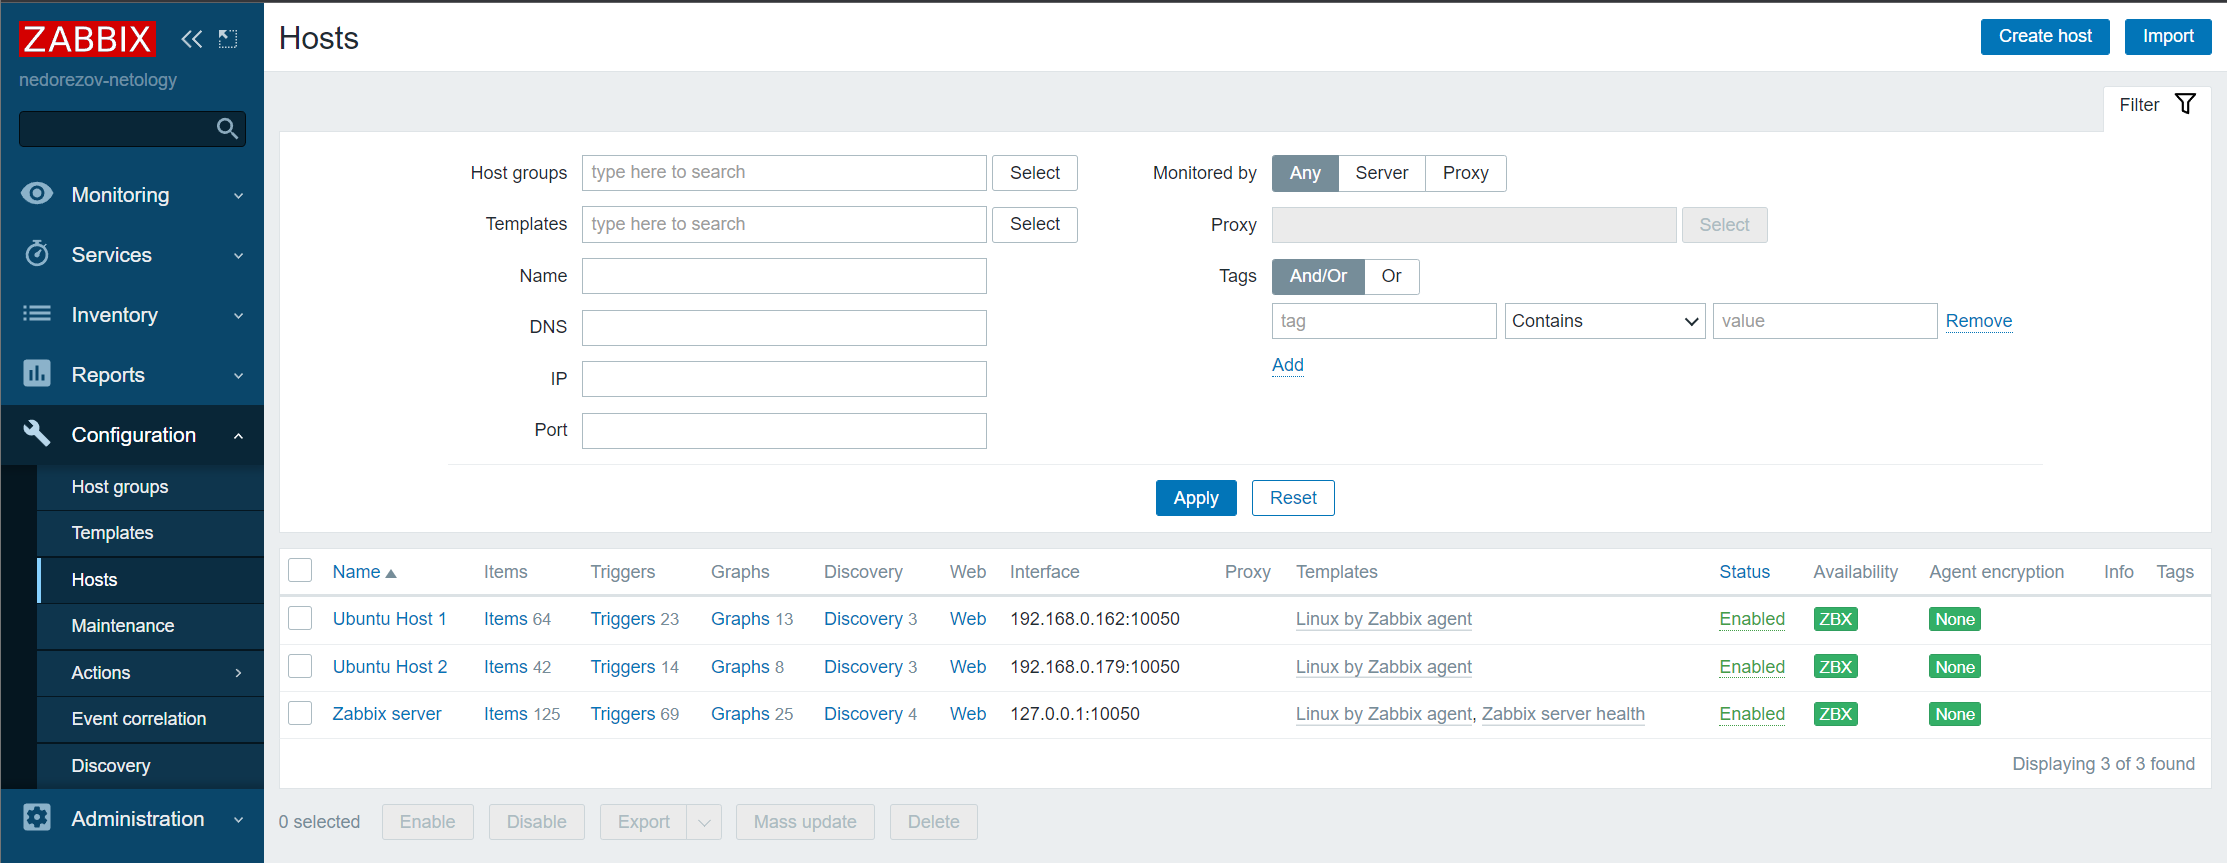 ZABBIX
nedorezov-netology
Monitoring
Services
Inventory
Reports
Configuration
Host groups
Templates
Hosts
Maintenance
Actions
Event correlation
Discovery
Administration
Hosts
Create host Import
Filter
Host groups type here to search Select
Templates type here to search Select
Name
DNS
IP
Port
Monitored by Any Server Proxy
Proxy Select
Tags And/Or Or
tag Contains value Remove
Add
Apply Reset
Name Items Triggers Graphs Discovery Web Interface Proxy Templates Status Availability Agent encryption Info Tags
Ubuntu Host 1 Items 64 Triggers 23 Graphs 13 Discovery 3 Web 192.168.0.162:10050 Linux by Zabbix agent Enabled ZBX None
Ubuntu Host 2 Items 42 Triggers 14 Graphs 8 Discovery 3 Web 192.168.0.179:10050 Linux by Zabbix agent Enabled ZBX None
Zabbix server Items 125 Triggers 69 Graphs 25 Discovery 4 Web 127.0.0.1:10050 Linux by Zabbix agent, Zabbix server health Enabled ZBX None
Displaying 3 of 3 found
0 selected Enable Disable Export Mass update Delete